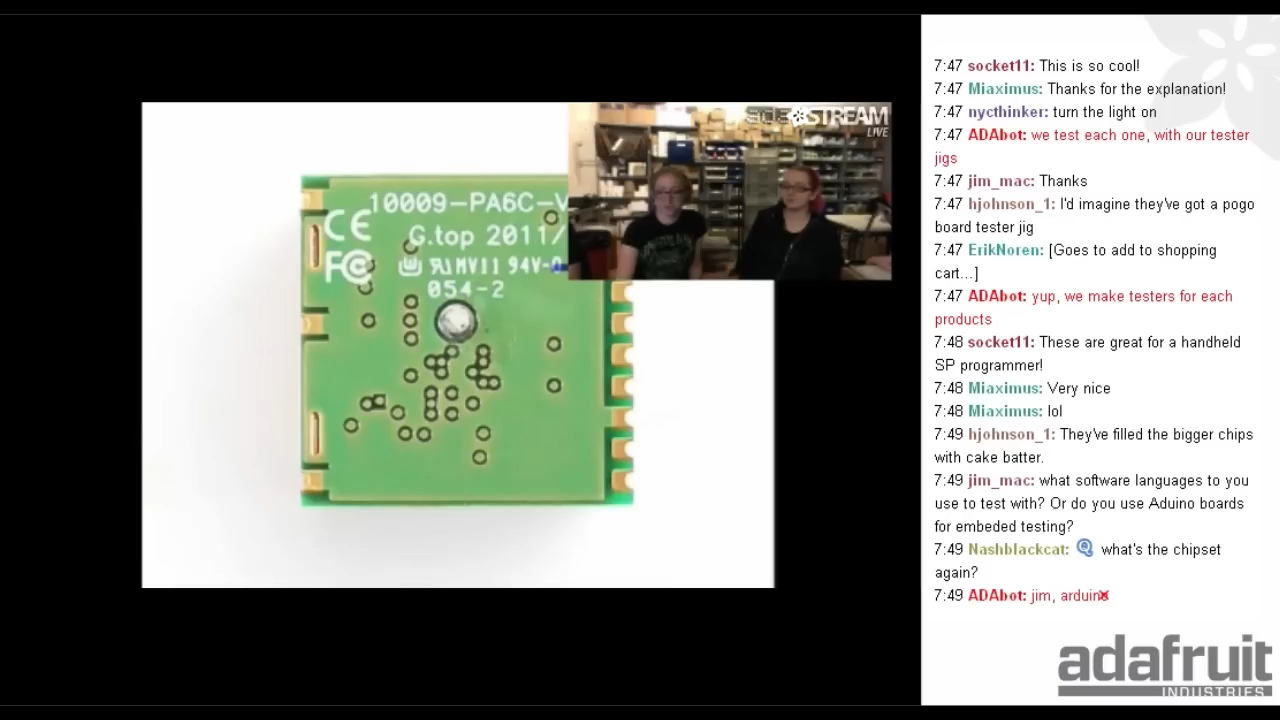 STREAM
LIVE
10009-PA6C-V
CE
G.top 2011/
FC
MV11 94V-0
054-2
7:47 socket11: This is so cool!
7:47 Miaximus: Thanks for the explanation!
7:47 nycthinker: turn the light on
7:47 ADAbot: we test each one, with our tester
jigs
7:47 jim_mac: Thanks
7:47 hjohnson_1: I'd imagine they've got a pogo
board tester jig
7:47 ErikNoren: [Goes to add to shopping
cart...]
7:47 ADAbot: yup, we make testers for each
products
7:48 socket11: These are great for a handheld
SP programmer!
7:48 Miaximus: Very nice
7:48 Miaximus: lol
7:49 hjohnson_1: They've filled the bigger chips
with cake batter.
7:49 jim_mac: what software languages to you
use to test with? Or do you use Aduino boards
for embeded testing?
7:49 Nashblackcat: what's the chipset
again?
7:49 ADAbot: jim, arduino
adafruit
INDUSTRIES